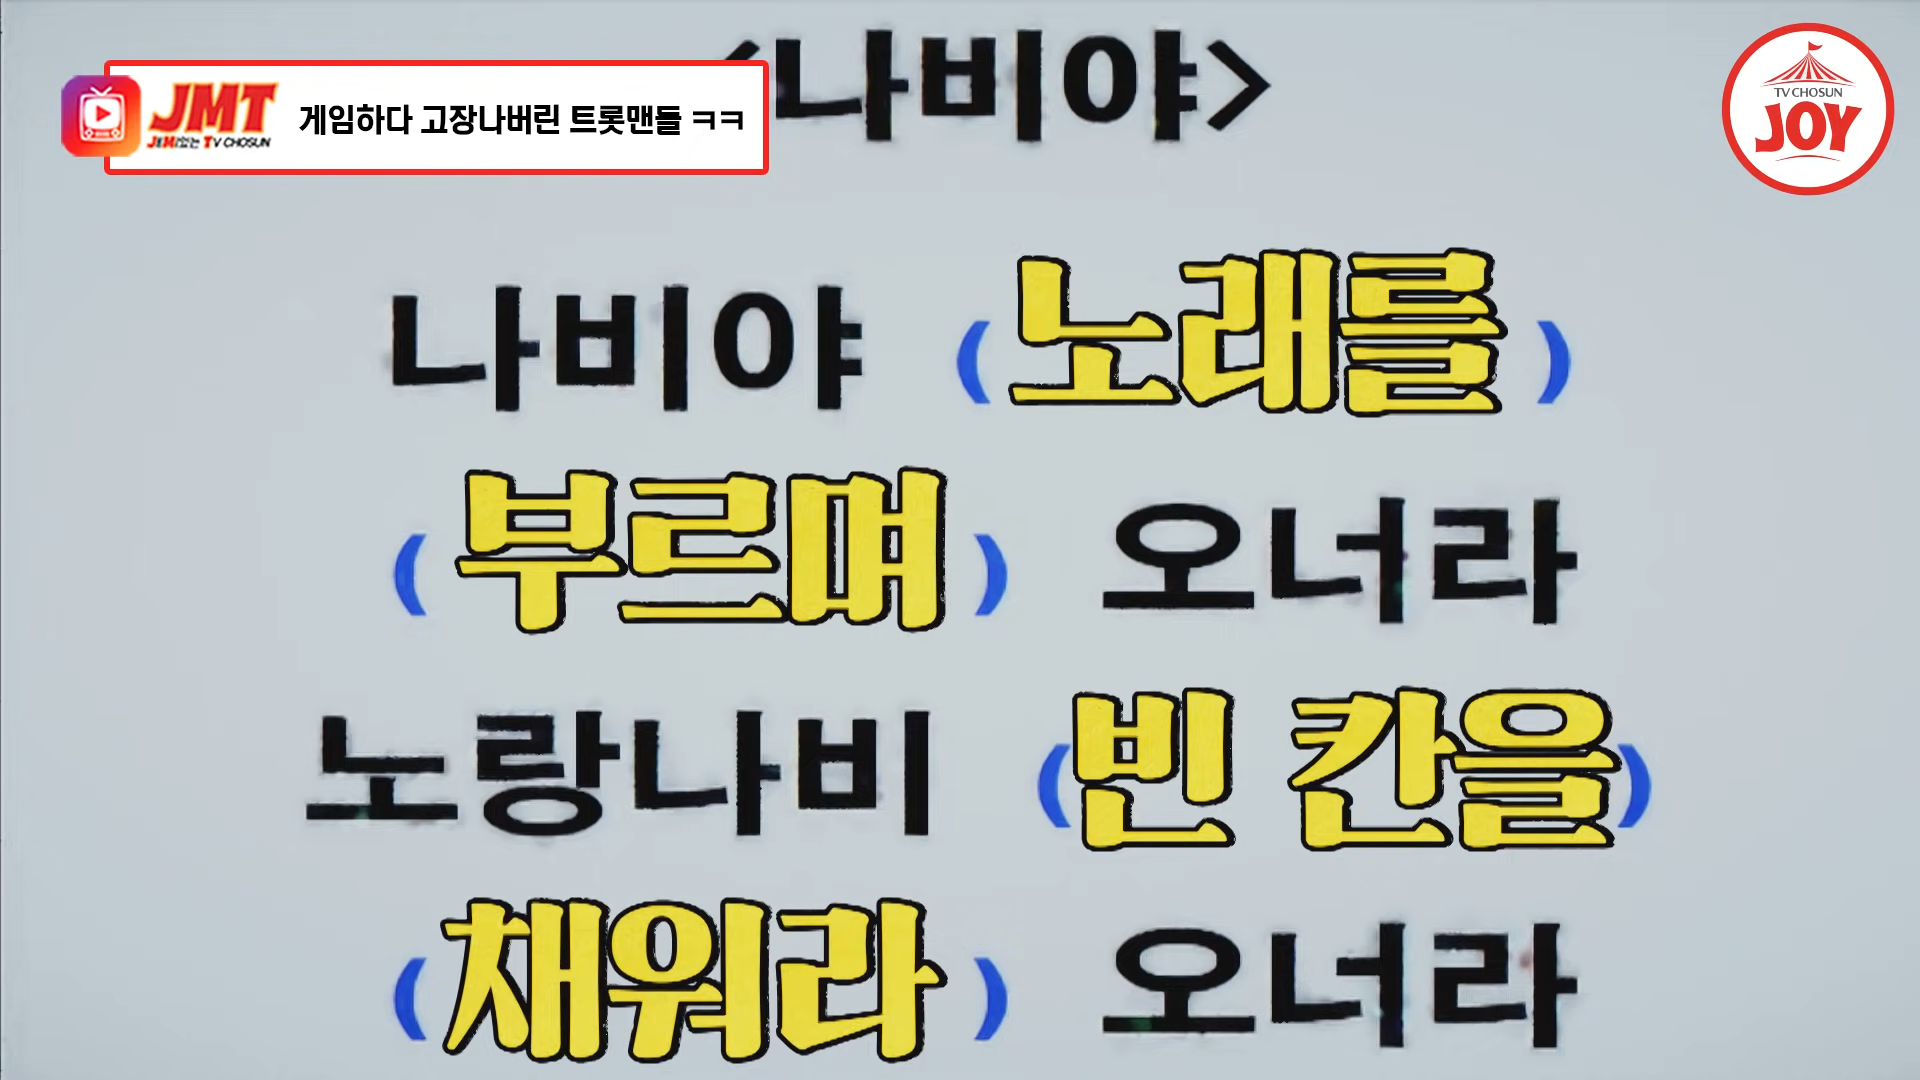 <나비야>
JMT
재미있는 TV CHOSUN
게임하다 고장나버린 트롯맨들 ㅋㅋ
TV CHOSUN
JOY
나비야 (노래를)
(부르며) 오너라
노랑나비 (빈 칸을)
(채워라) 오너라